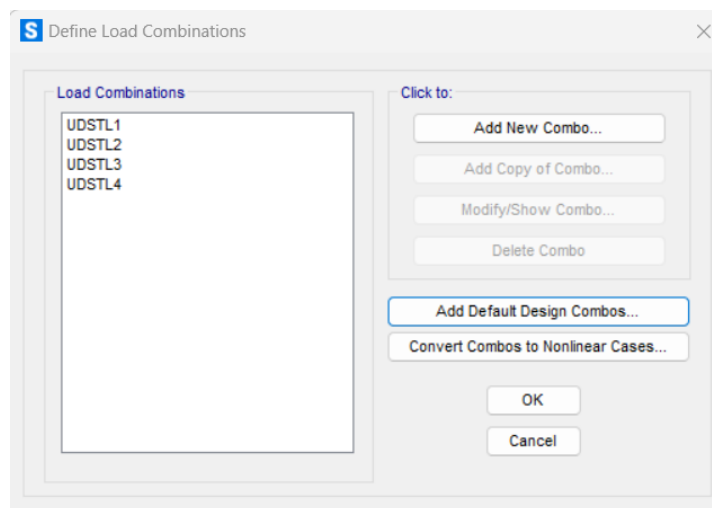 S Define Load Combinations
Load Combinations
UDSTL1
UDSTL2
UDSTL3
UDSTL4
Click to:
Add New Combo...
Add Copy of Combo...
Modify/Show Combo...
Delete Combo
Add Default Design Combos...
Convert Combos to Nonlinear Cases...
OK
Cancel